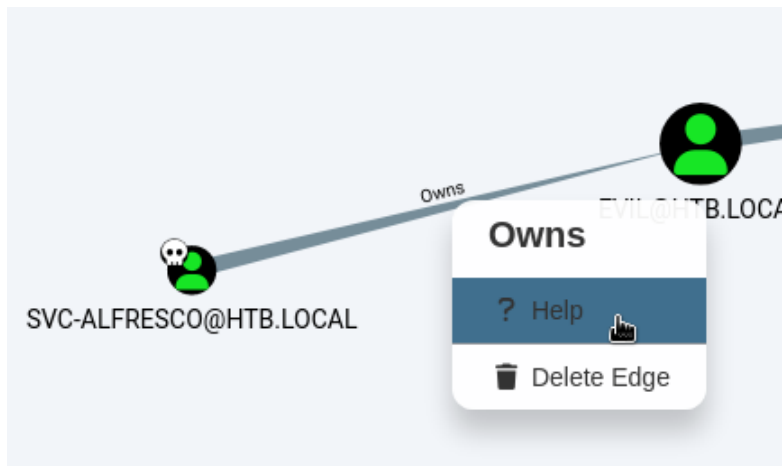 Owns
EVIL@HTB.LOCA
Owns
? Help
SVC-ALFRESCO@HTB.LOCAL
Delete Edge